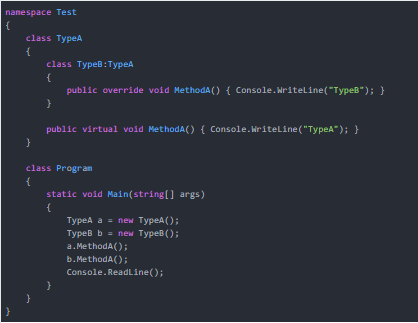 namespace Test
{
    class TypeA
    {
        class TypeB:TypeA
        {
            public override void MethodA() { Console.WriteLine("TypeB"); }
        }

        public virtual void MethodA() { Console.WriteLine("TypeA"); }
    }

    class Program
    {
        static void Main(string[] args)
        {
            TypeA a = new TypeA();
            TypeB b = new TypeB();
            a.MethodA();
            b.MethodA();
            Console.ReadLine();
        }
    }
}